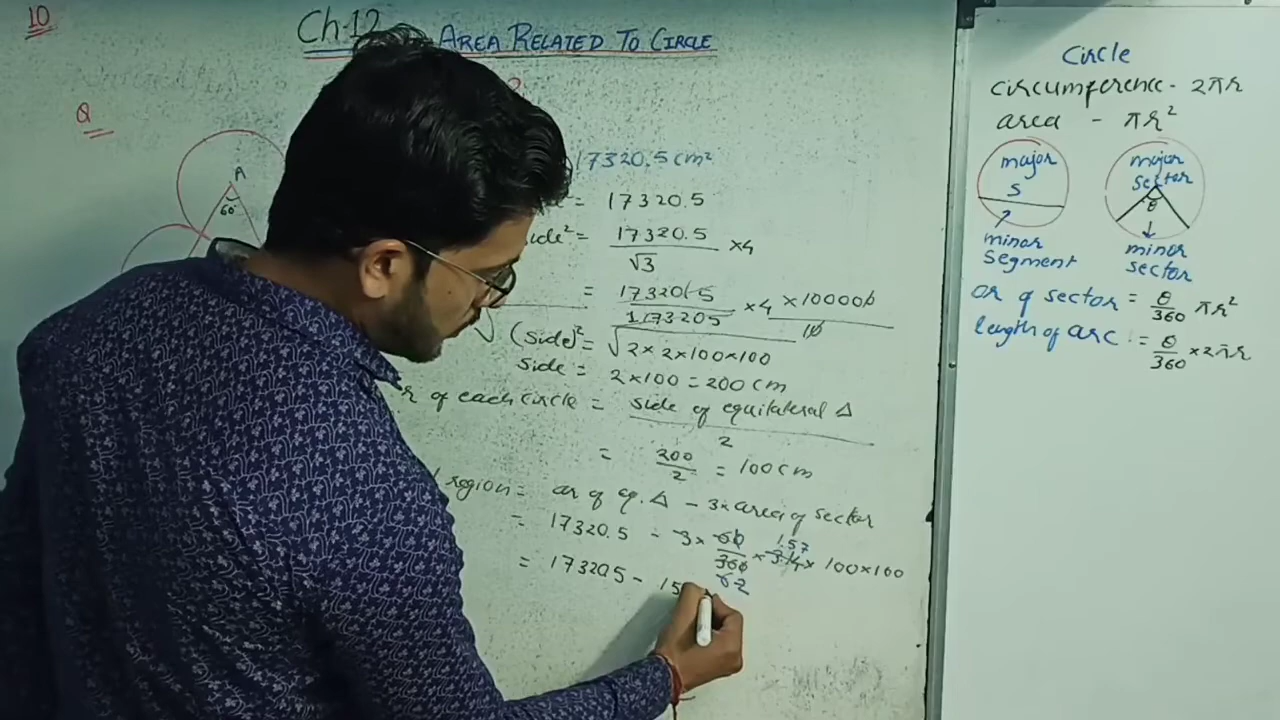 10
Ch-12 AREA RELATED TO CIRCLE
Q
A
60°
17320.5 cm²
= 17320.5
side² = 17320.5/√3 ×4
= 17320.5/1.73205 ×4 ×100000/10
√(side)² = √2×2×100×100
side = 2×100 = 200 cm
of each circle = side of equilateral Δ/2
= 200/2 = 100 cm
region = ar of eq. Δ - 3×area of sector
= 17320.5 - 3× 60/360 × 3.14 × 100×100
1.57
62
= 17320.5 - 15
Circle
circumference - 2πr
area - πr²
major
S
minor
segment
major
sector
θ
minor
sector
ar of sector = θ/360 πr²
length of arc := θ/360 ×2πr